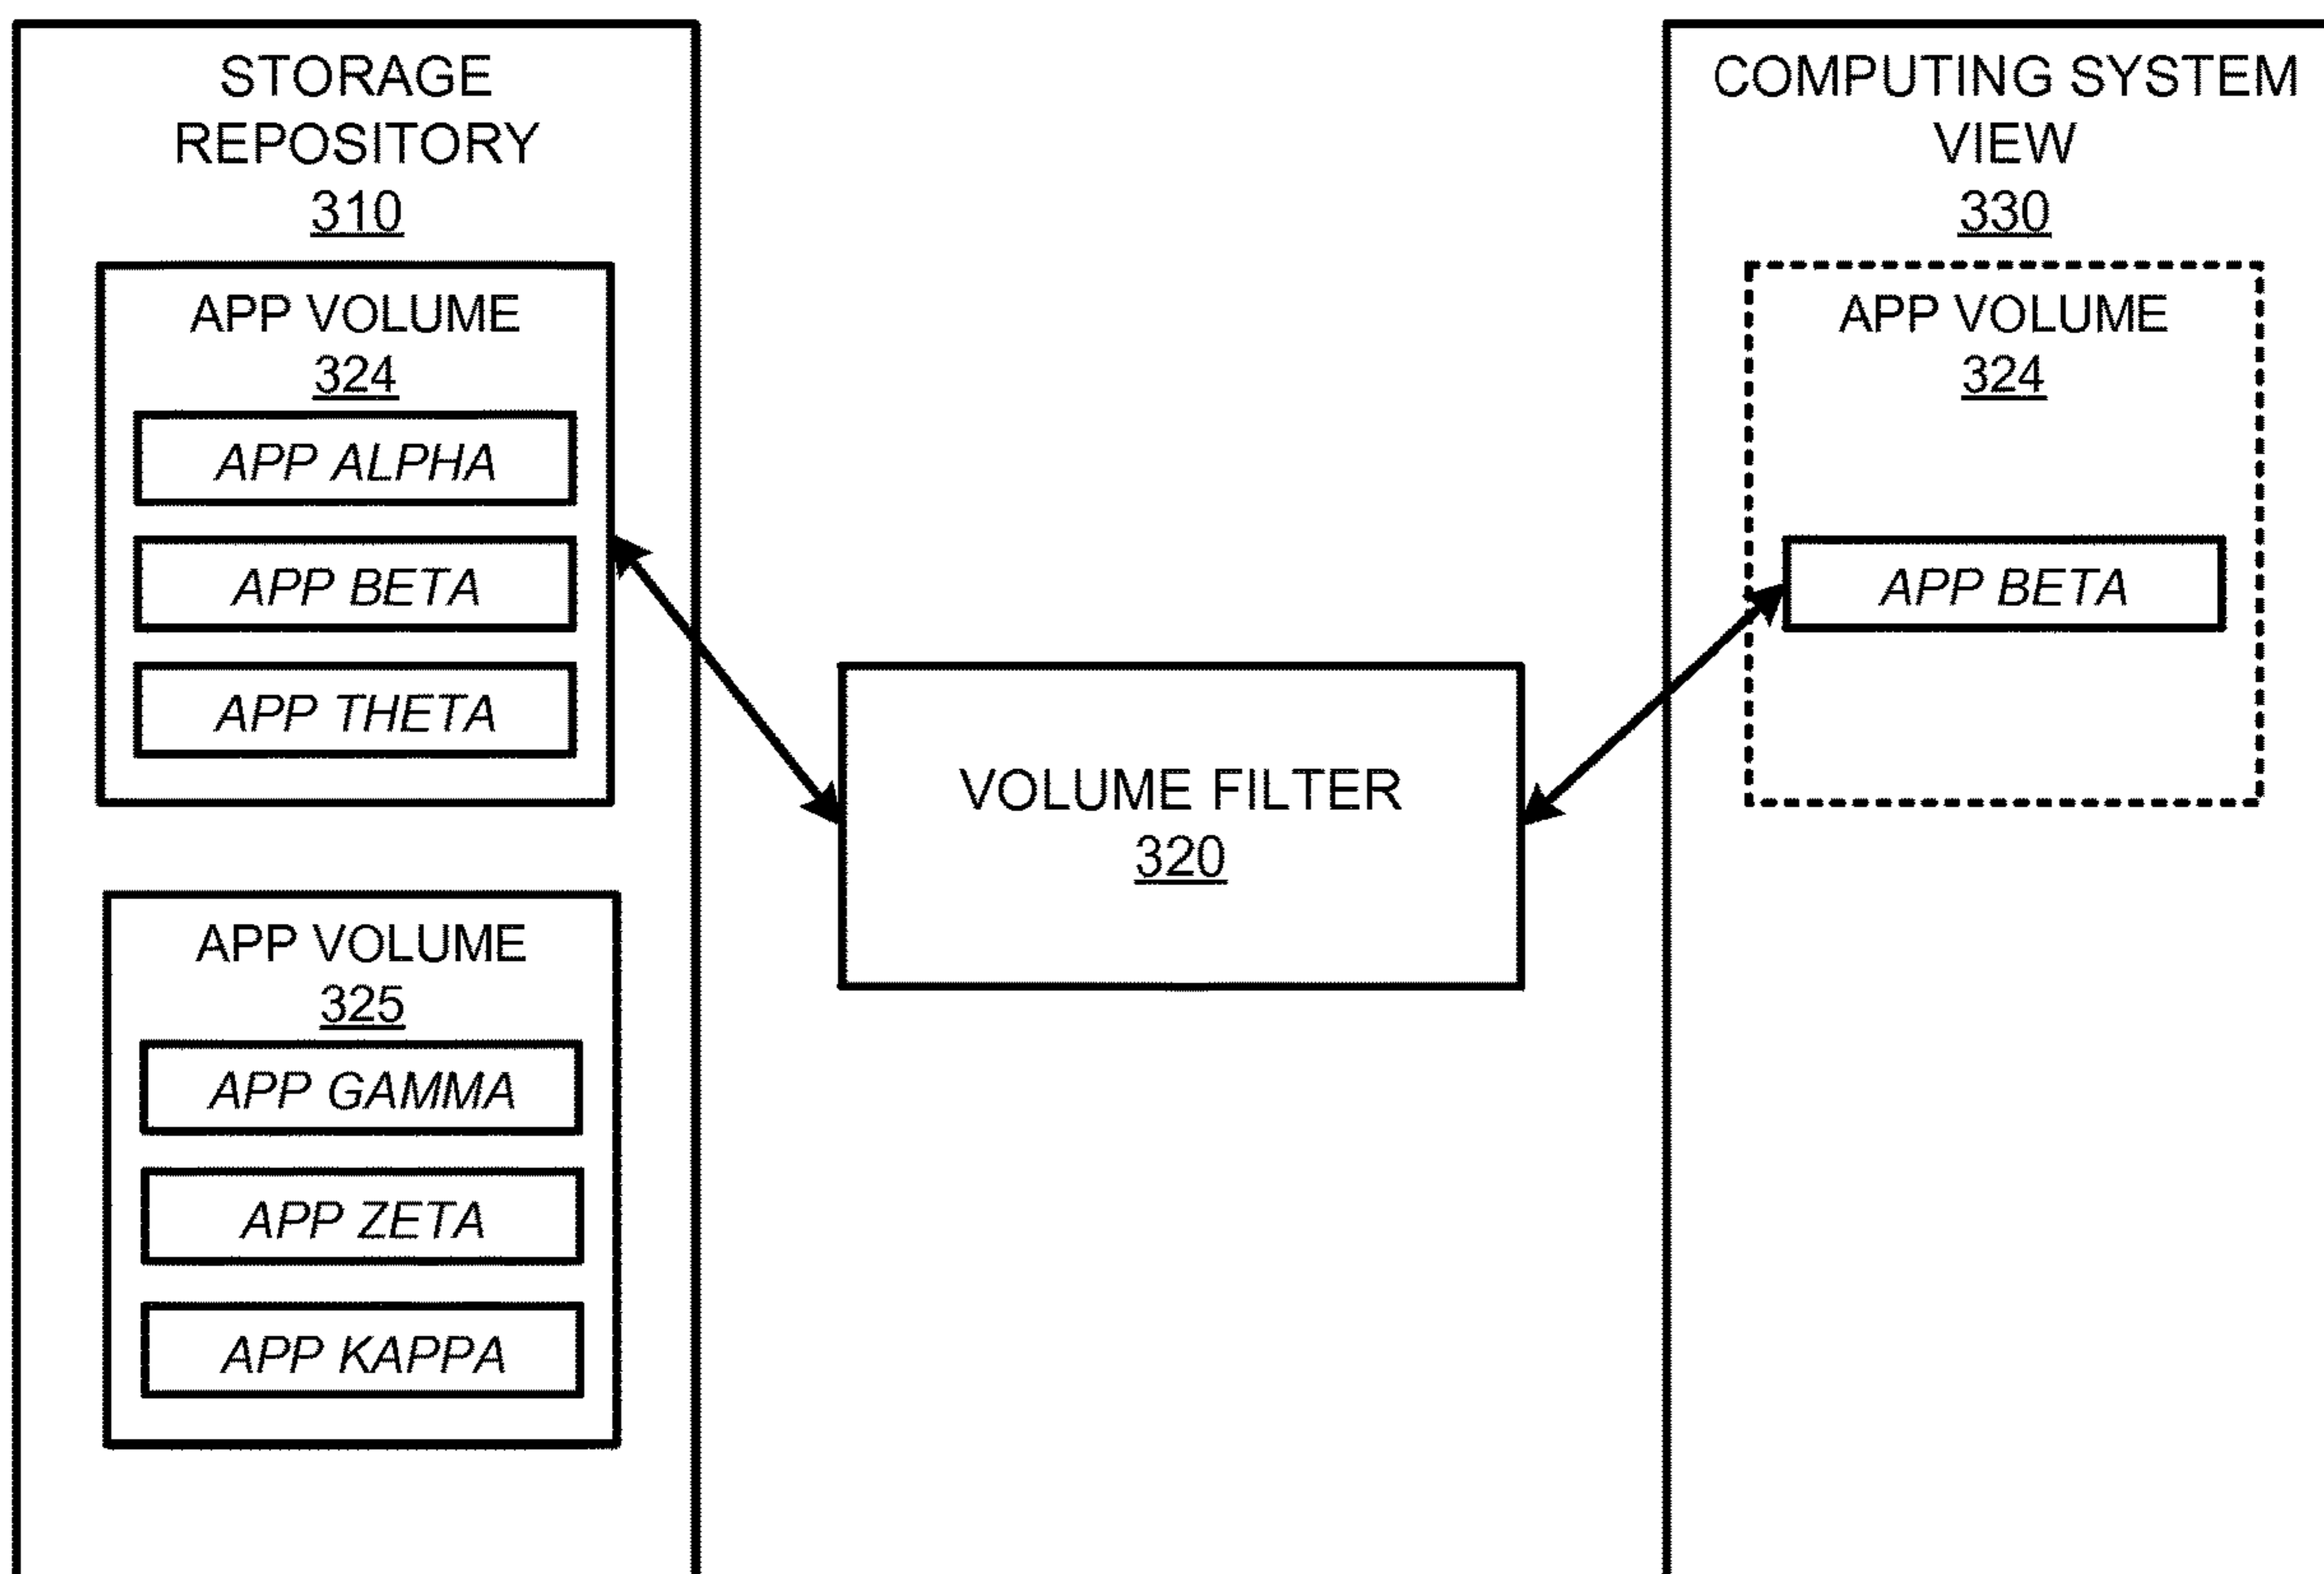 STORAGE
REPOSITORY
310
APP VOLUME
324
APP ALPHA
APP BETA
APP THETA
APP VOLUME
325
APP GAMMA
APP ZETA
APP KAPPA
VOLUME FILTER
320
COMPUTING SYSTEM
VIEW
330
APP VOLUME
324
APP BETA